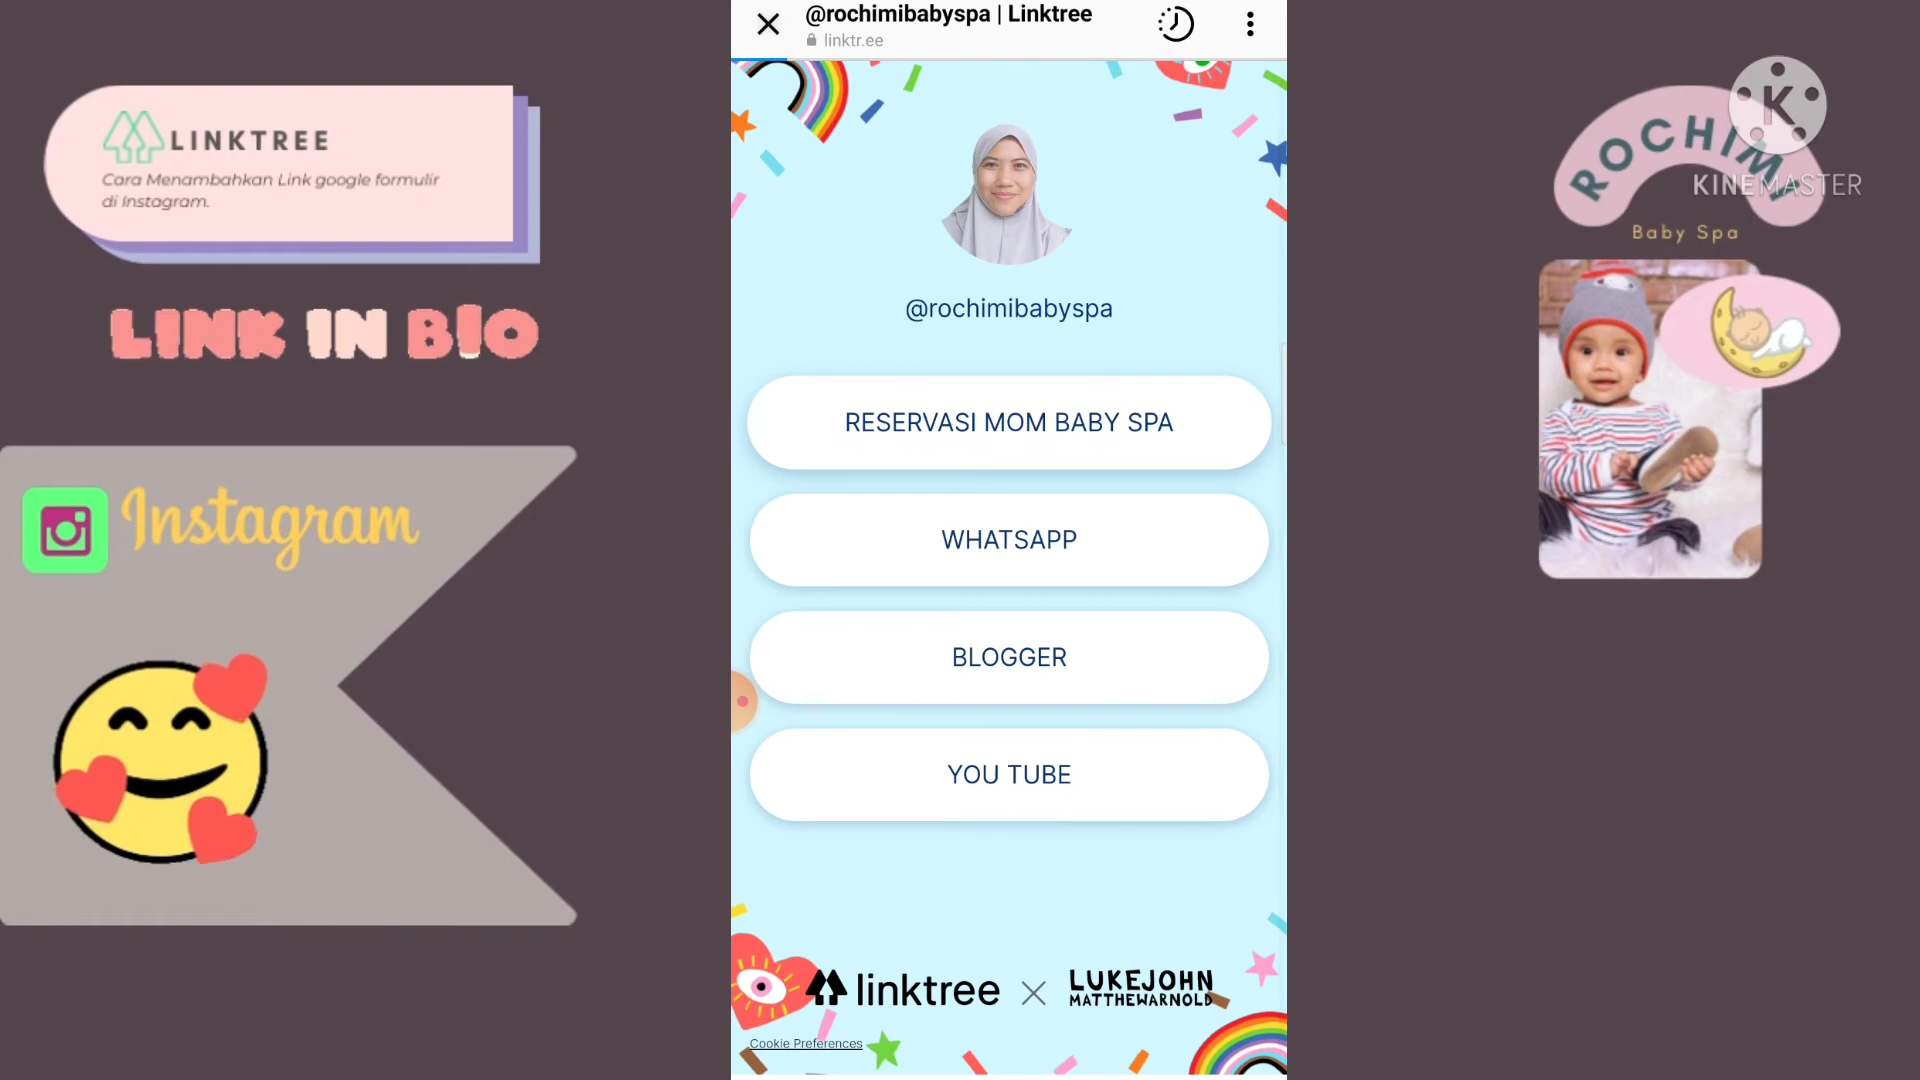 LINKTREE
Cara Menambahkan Link google formulir
di Instagram.
LINK IN BIO
Instagram
@rochimibabyspa | Linktree
linktr.ee
@rochimibabyspa
RESERVASI MOM BABY SPA
WHATSAPP
BLOGGER
YOU TUBE
linktree
LUKEJOHN
MATTHEWARNOLD
Cookie Preferences
ROCHIMI
K
KINEMASTER
Baby Spa